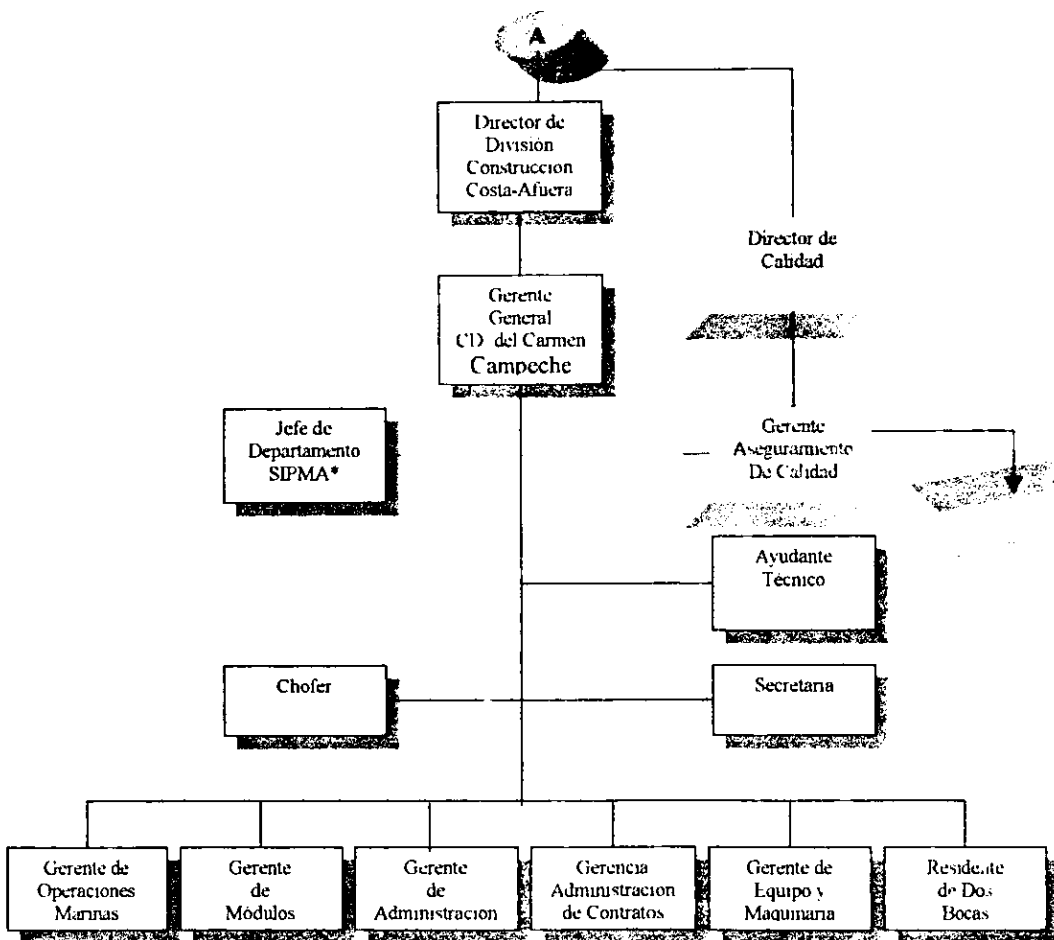 A
Director de
División
Construccion
Costa-Afuera
Director de
Calidad
Gerente
General
CD del Carmen
Campeche
Jefe de
Departamento
SIPMA*
Gerente
Aseguramiento
De Calidad
Ayudante
Técnico
Chofer
Secretaria
Gerente de
Operaciones
Marinas
Gerente
de
Módulos
Gerente
de
Administracion
Gerencia
Administracion
de Contratos
Gerente de
Equipo y
Maquinaria
Residente
de Dos
Bocas